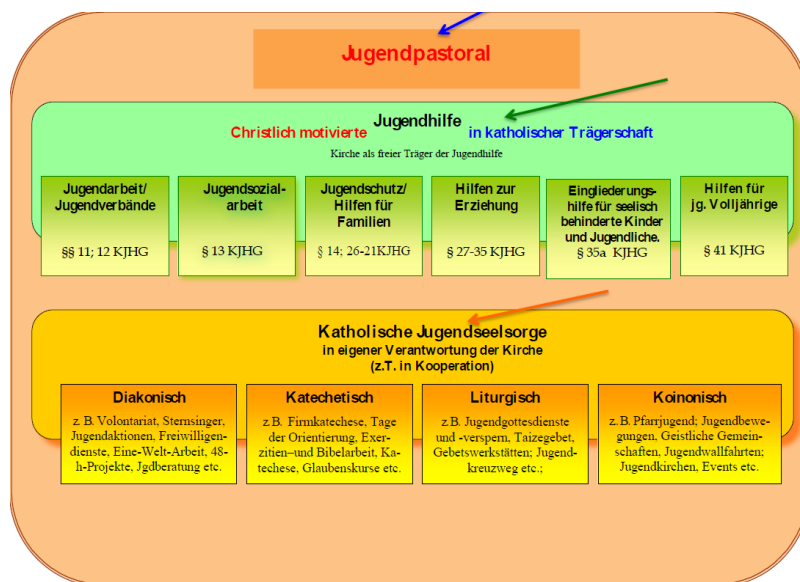 Jugendpastoral
Jugendhilfe
Christlich motivierte in katholischer Trägerschaft
Kirche als freier Träger der Jugendhilfe
Jugendarbeit/
Jugendverbände
§§ 11; 12 KJHG
Jugendsozial-
arbeit
§ 13 KJHG
Jugendschutz/
Hilfen für
Familien
§ 14; 26-21KJHG
Hilfen zur
Erziehung
§ 27-35 KJHG
Eingliederungs-
hilfe für seelisch
behinderte Kinder
und Jugendliche.
§ 35a KJHG
Hilfen für
jg. Volljährige
§ 41 KJHG
Katholische Jugendseelsorge
in eigener Verantwortung der Kirche
(z.T. in Kooperation)
Diakonisch
z. B. Volontariat, Sternsinger,
Jugendaktionen, Freiwilligen-
dienste, Eine-Welt-Arbeit, 48-
h-Projekte, Jgdberatung etc.
Katechetisch
z.B. Firmkatechese, Tage
der Orientierung, Exer-
zitien–und Bibelarbeit, Ka-
techese, Glaubenskurse etc.
Liturgisch
z.B. Jugendgottesdienste
und -verspern, Taizegebet,
Gebetswerkstätten; Jugend-
kreuzweg etc.;
Koinonisch
z.B. Pfarrjugend; Jugendbewe-
gungen, Geistliche Gemein-
schaften, Jugendwallfahrten;
Jugendkirchen, Events etc.